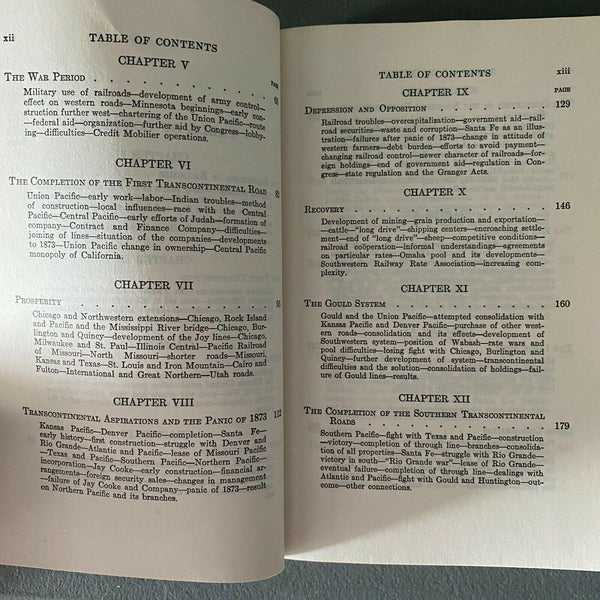 xii
TABLE OF CONTENTS
CHAPTER V
PAGE
THE WAR PERIOD . . . . . . . . . . . . 65
Military use of railroads—development of army control—
effect on western roads—Minnesota beginnings—early con-
struction further west—chartering of the Union Pacific—route
—federal aid—organization—further aid by Congress—lobby-
ing—difficulties—Credit Mobilier operations.
CHAPTER VI
THE COMPLETION OF THE FIRST TRANSCONTINENTAL ROAD . 81
Union Pacific—early work—labor—Indian troubles—method
of construction—local influences—race with the Central
Pacific—Central Pacific—early efforts of Judah—formation of
company—Contract and Finance Company—difficulties—
joining of lines—situation of the companies—developments
to 1873—Union Pacific change in ownership—Central Pacific
monopoly of California.
CHAPTER VII
PROSPERITY . . . . . . . . . . . . . 96
Chicago and Northwestern extensions—Chicago, Rock Island
and Pacific and the Mississippi River bridge—Chicago, Bur-
lington and Quincy—development of the Joy lines—Chicago,
Milwaukee and St. Paul—Illinois Central—Pacific Railroad
of Missouri—North Missouri—shorter roads—Missouri,
Kansas and Texas—St. Louis and Iron Mountain—Cairo and
Fulton—International and Great Northern—Utah roads.
CHAPTER VIII
TRANSCONTINENTAL ASPIRATIONS AND THE PANIC OF 1873 112
Kansas Pacific—Denver Pacific—completion—Santa Fe—
early history—first construction—struggle with Denver and
Rio Grande—Atlantic and Pacific—lease of Missouri Pacific
—Texas and Pacific—Southern Pacific—Northern Pacific—
incorporation—Jay Cooke—early construction—financial ar-
rangements—foreign security sales—changes in management
—failure of Jay Cooke and Company—panic of 1873—result
on Northern Pacific and its branches.
TABLE OF CONTENTS
xiii
CHAPTER IX
PAGE
DEPRESSION AND OPPOSITION . . . . . . . . . 129
Railroad troubles—overcapitalization—government aid—rail-
road securities—waste and corruption—Santa Fe as an illus-
tration—failures after panic of 1873—change in attitude of
western farmers—debt burden—efforts to avoid payment—
changing railroad control—newer character of railroads—for-
eign holdings—end of government aid—regulation in Con-
gress—state regulation and the Granger Acts.
CHAPTER X
RECOVERY . . . . . . . . . . . . . . 146
Development of mining—grain production and exportation—
—cattle—"long drive"—shipping centers—encroaching settle-
ment—end of "long drive"—sheep—competitive conditions—
railroad coöperation—informal understandings—agreements
on particular rates—Omaha pool and its developments—
Southwestern Railway Rate Association—increasing com-
plexity.
CHAPTER XI
THE GOULD SYSTEM . . . . . . . . . . . 160
Gould and the Union Pacific—attempted consolidation with
Kansas Pacific and Denver Pacific—purchase of other west-
ern roads—consolidation and its effects—development of
Southwestern system—position of Wabash—rate wars and
pool difficulties—losing fight with Chicago, Burlington and
Quincy—further development of system—transcontinental
difficulties and the solution—consolidation of holdings—fail-
ure of Gould lines—results.
CHAPTER XII
THE COMPLETION OF THE SOUTHERN TRANSCONTINENTAL
ROADS . . . . . . . . . . . . . . . 179
Southern Pacific—fight with Texas and Pacific—construction
—victory—completion of through line—branches—consolida-
tion of all properties—Santa Fe—struggle with Rio Grande—
victory in south—"Rio Grande war"—lease of Rio Grande—
eventual failure—completion of through line—dealings with
Atlantic and Pacific—fight with Gould and Huntington—out-
come—other connections.